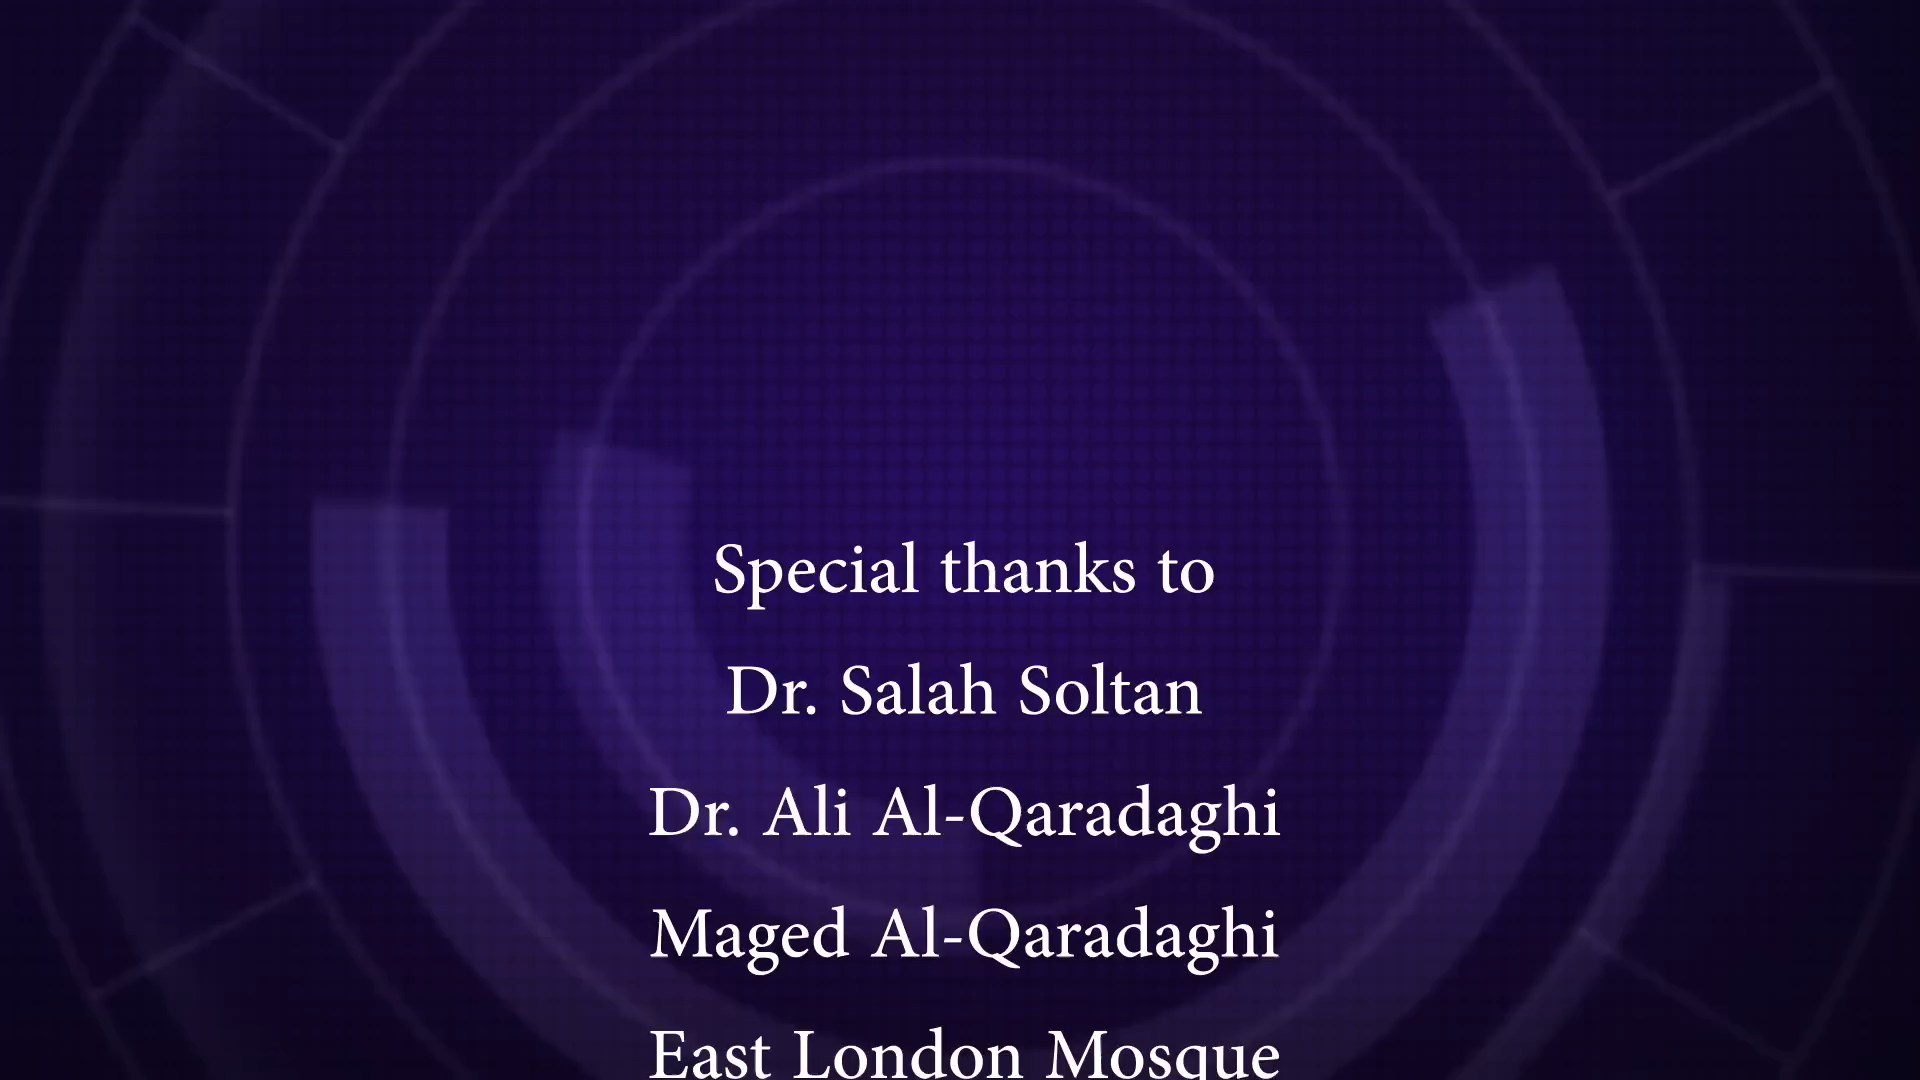 Special thanks to
Dr. Salah Soltan
Dr. Ali Al-Qaradaghi
Maged Al-Qaradaghi
East London Mosque